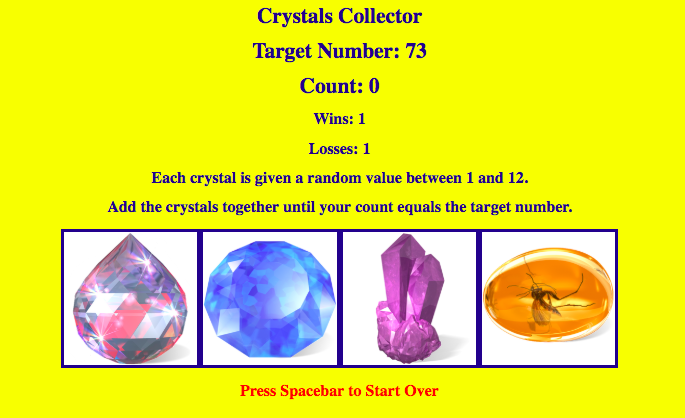 Crystals Collector
Target Number: 73
Count: 0
Wins: 1
Losses: 1
Each crystal is given a random value between 1 and 12.
Add the crystals together until your count equals the target number.
Press Spacebar to Start Over